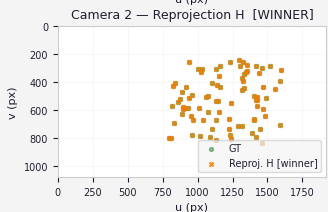 u (px)
Camera 2 — Reprojection H [WINNER]
0
200
400
600
800
1000
v (px)
GT
Reproj. H [winner]
0 250 500 750 1000 1250 1500 1750
u (px)